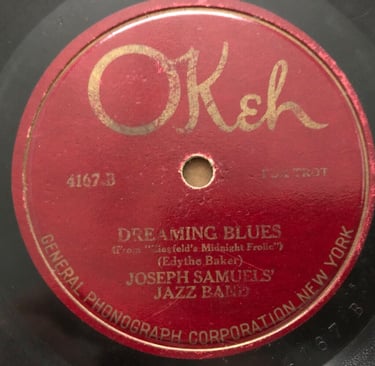 OKeh
4167-B
FOX TROT
DREAMING BLUES
(From "Ziegfeld's Midnight Frolic")
(Edythe Baker)
JOSEPH SAMUELS'
JAZZ BAND
GENERAL PHONOGRAPH CORPORATION NEW YORK